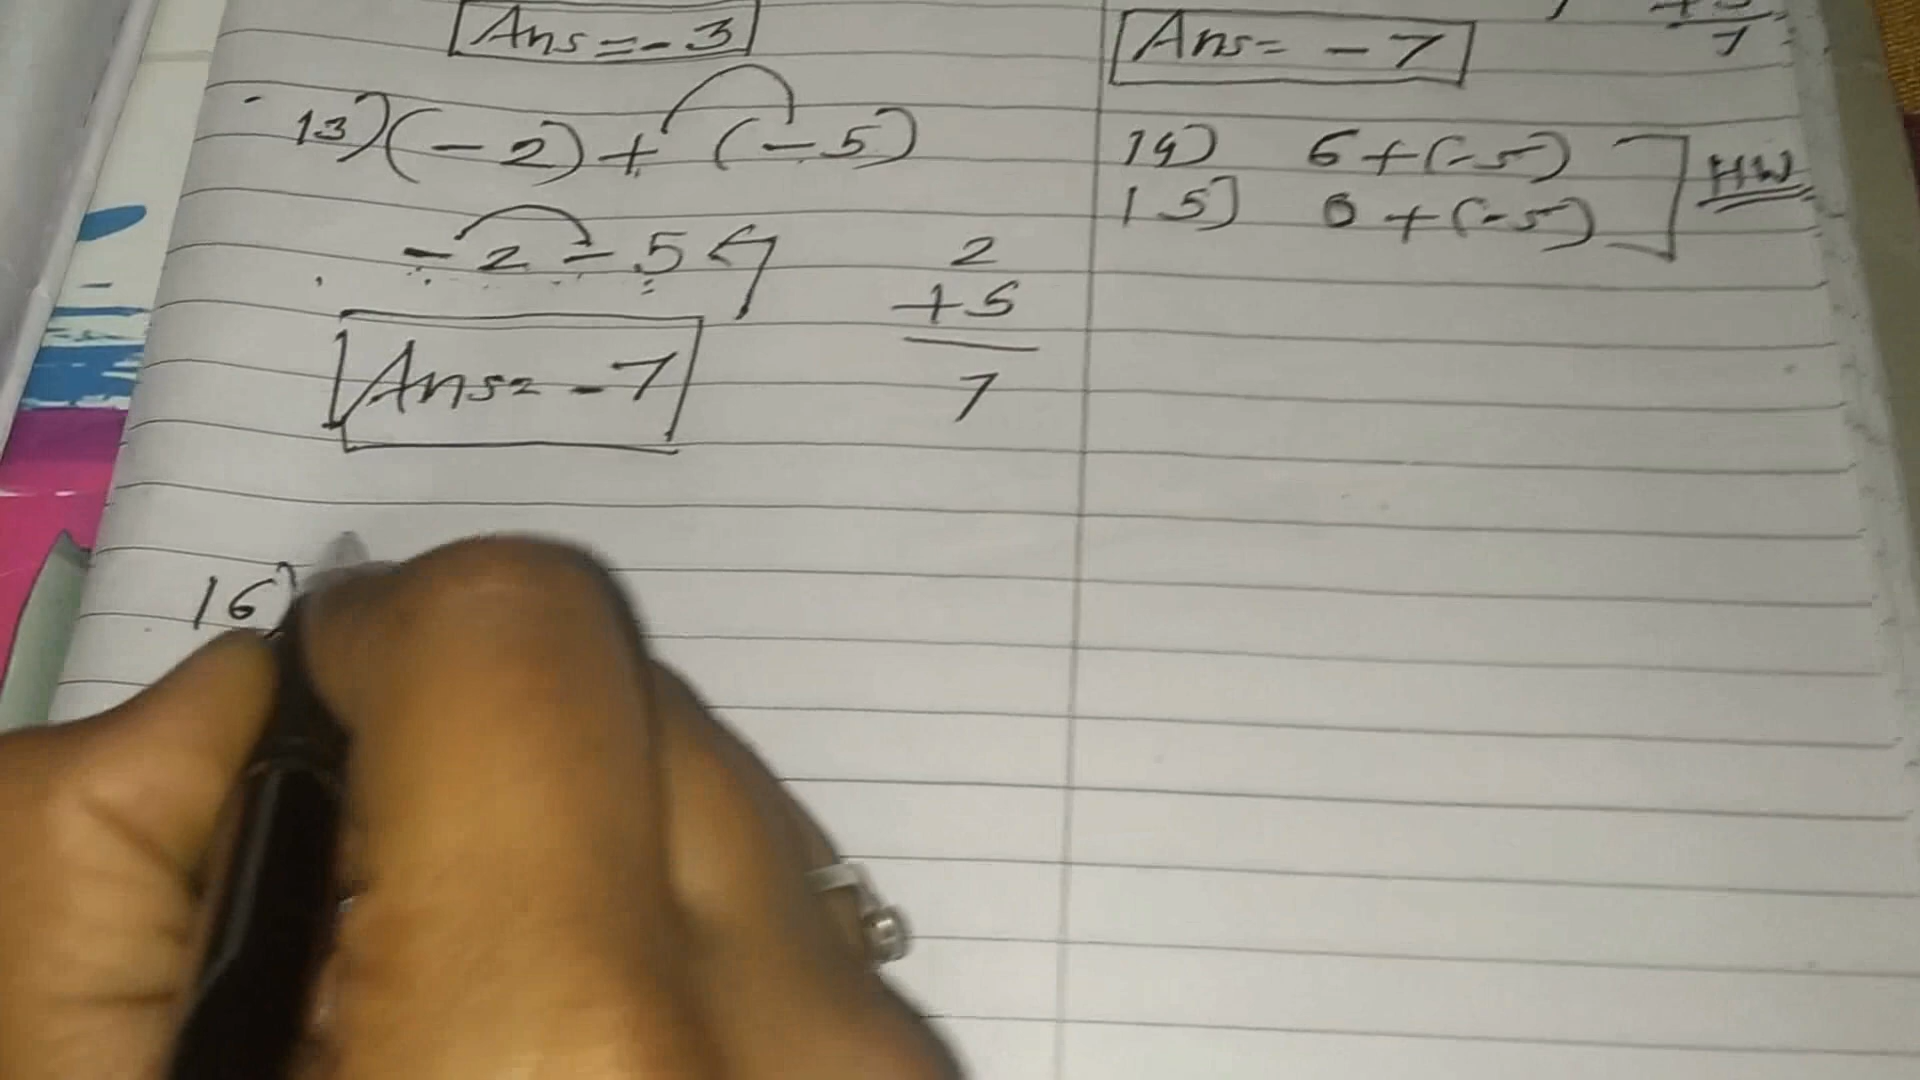 Ans=-3
13) (-2) + (-5)
-2-5
2
+5
7
Ans=-7
16)
7
Ans= -7
14) 6+(-5)
15) 0+(-5)
HW